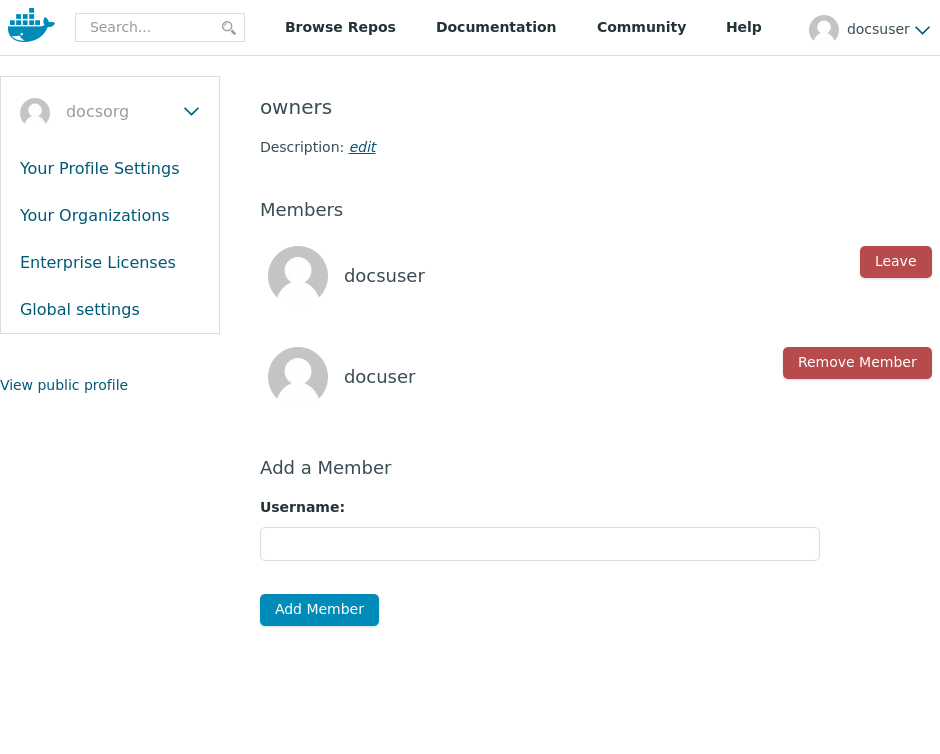 Search...
Browse Repos
Documentation
Community
Help
docsuser
docsorg
Your Profile Settings
Your Organizations
Enterprise Licenses
Global settings
View public profile
owners
Description: edit
Members
docsuser
Leave
docuser
Remove Member
Add a Member
Username:
Add Member